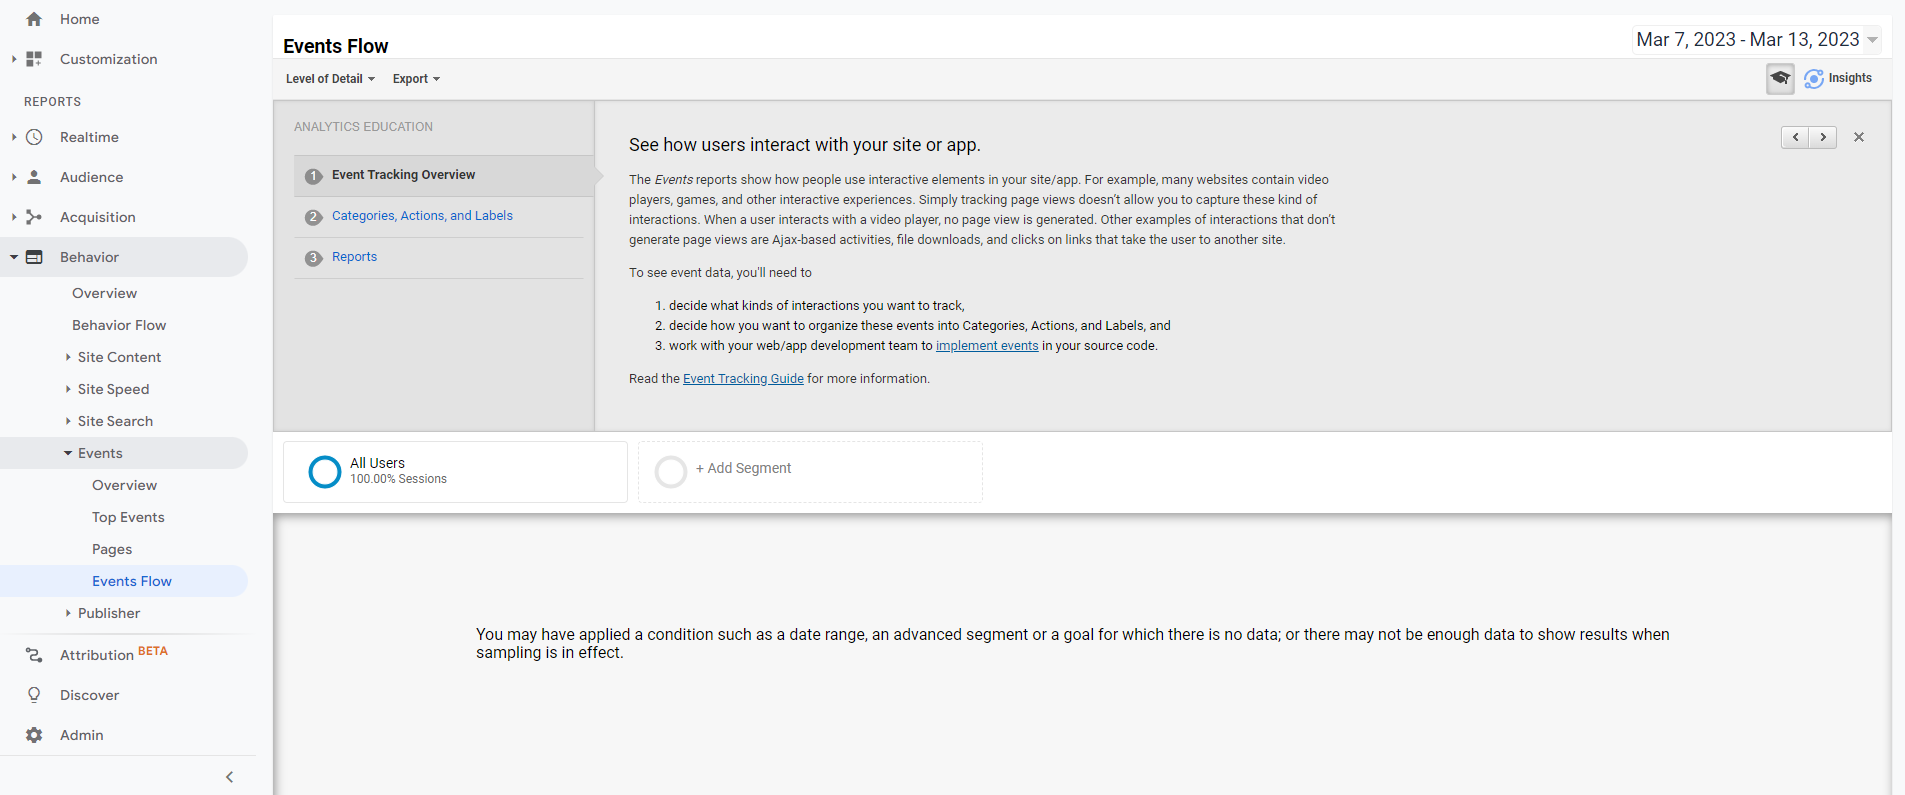 Home
Customization
REPORTS
Realtime
Audience
Acquisition
Behavior
Overview
Behavior Flow
Site Content
Site Speed
Site Search
Events
Overview
Top Events
Pages
Events Flow
Publisher
Attribution BETA
Discover
Admin
Events Flow
Mar 7, 2023 - Mar 13, 2023
Level of Detail
Export
Insights
ANALYTICS EDUCATION
1 Event Tracking Overview
2 Categories, Actions, and Labels
3 Reports
See how users interact with your site or app.
The Events reports show how people use interactive elements in your site/app. For example, many websites contain video
players, games, and other interactive experiences. Simply tracking page views doesn't allow you to capture these kind of
interactions. When a user interacts with a video player, no page view is generated. Other examples of interactions that don't
generate page views are Ajax-based activities, file downloads, and clicks on links that take the user to another site.
To see event data, you'll need to
1. decide what kinds of interactions you want to track,
2. decide how you want to organize these events into Categories, Actions, and Labels, and
3. work with your web/app development team to implement events in your source code.
Read the Event Tracking Guide for more information.
All Users
100.00% Sessions
+ Add Segment
You may have applied a condition such as a date range, an advanced segment or a goal for which there is no data; or there may not be enough data to show results when
sampling is in effect.